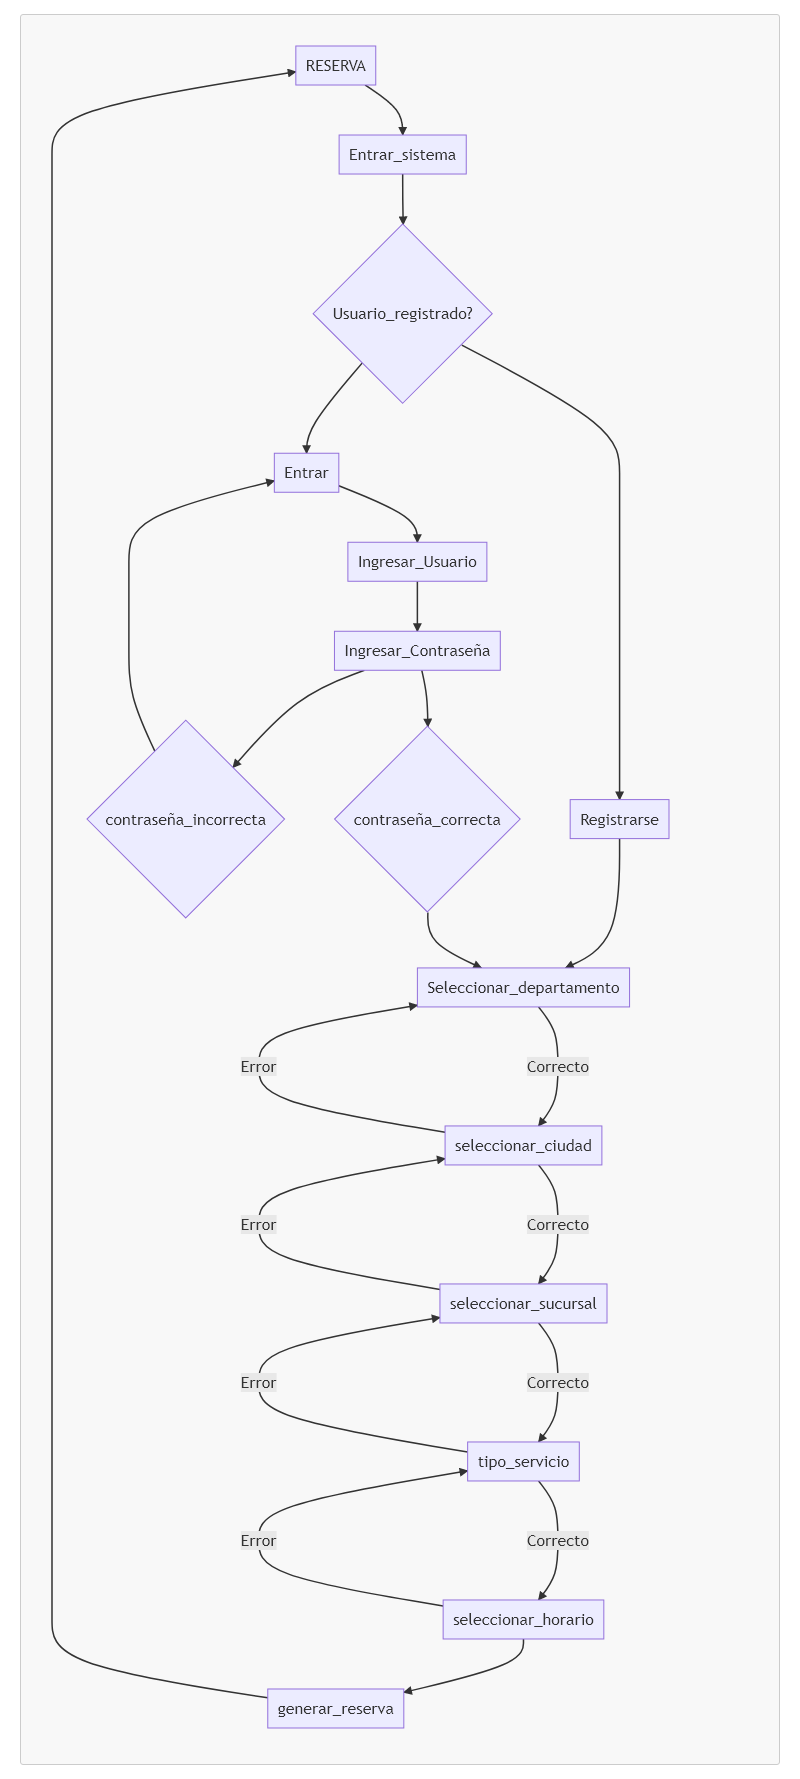 RESERVA
Entrar_sistema
Usuario_registrado?
Entrar
Ingresar_Usuario
Ingresar_Contraseña
contraseña_incorrecta
contraseña_correcta
Registrarse
Seleccionar_departamento
Error
Correcto
seleccionar_ciudad
Error
Correcto
seleccionar_sucursal
Error
Correcto
tipo_servicio
Error
Correcto
seleccionar_horario
generar_reserva